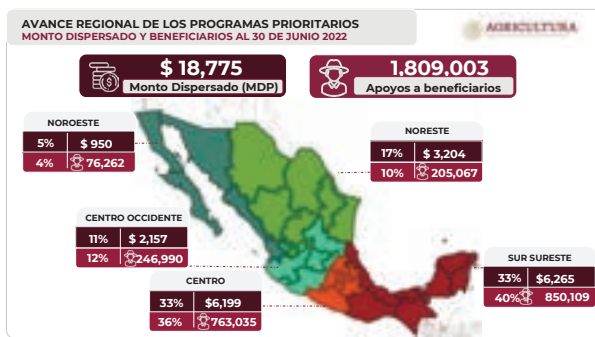 AVANCE REGIONAL DE LOS PROGRAMAS PRIORITARIOS
MONTO DISPERSADO Y BENEFICIARIOS AL 30 DE JUNIO 2022
AGRICULTURA
$ 18,775
Monto Dispersado (MDP)
1,809,003
Apoyos a beneficiarios
NOROESTE
5% $ 950
4% 76,262
NORESTE
17% $ 3,204
10% 205,067
CENTRO OCCIDENTE
11% $ 2,157
12% 246,990
CENTRO
33% $6,199
36% 763,035
SUR SURESTE
33% $6,265
40% 850,109